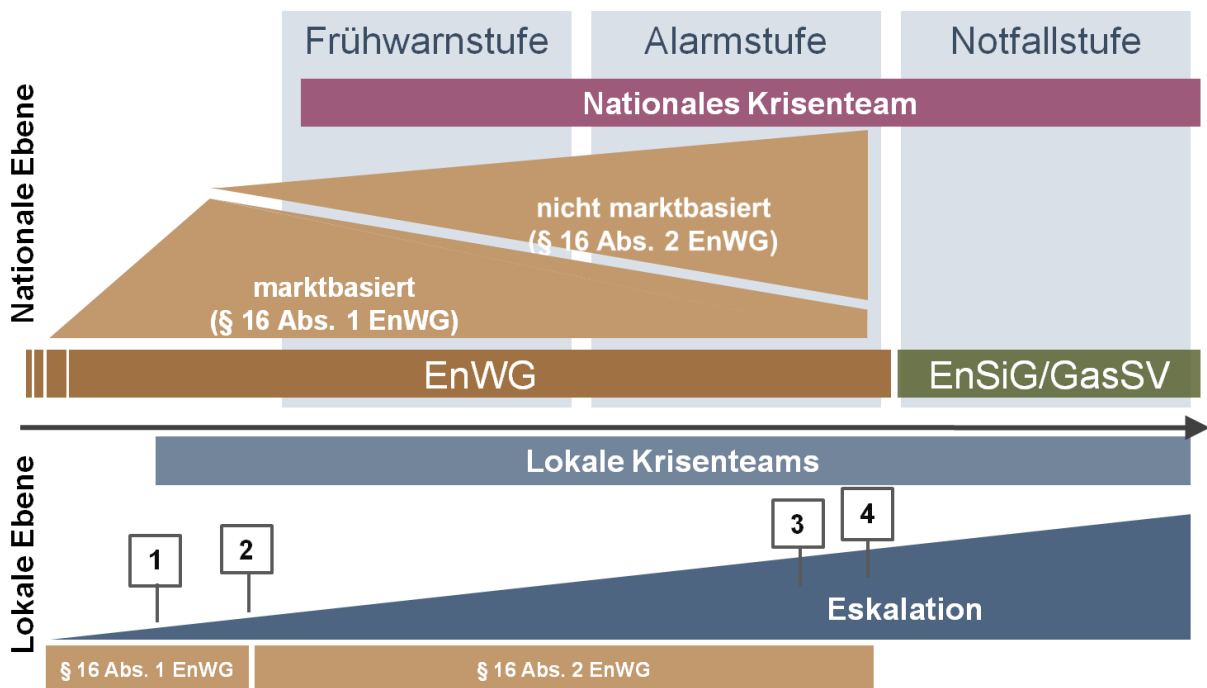 Frühwarnstufe
Alarmstufe
Notfallstufe
Nationale Ebene
Nationales Krisenteam
nicht marktbasiert
(§ 16 Abs. 2 EnWG)
marktbasiert
(§ 16 Abs. 1 EnWG)
EnWG
EnSiG/GasSV
Lokale Ebene
Lokale Krisenteams
1
2
3
4
Eskalation
§ 16 Abs. 1 EnWG
§ 16 Abs. 2 EnWG